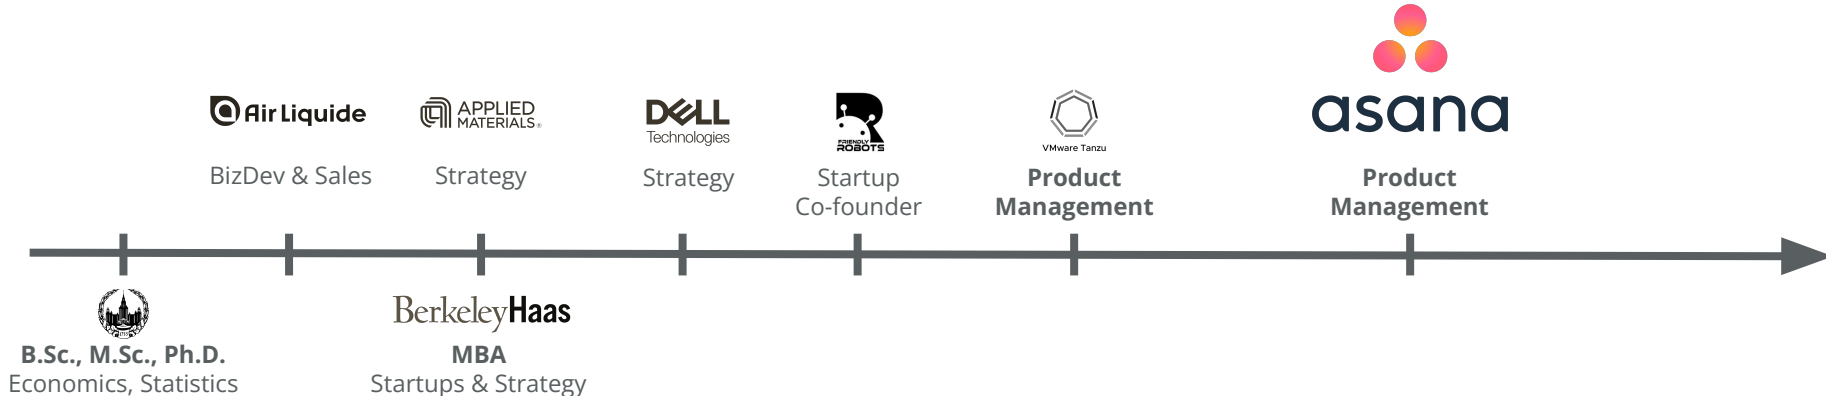 Air Liquide
BizDev & Sales
APPLIED
MATERIALS®
Strategy
DELL
Technologies
Strategy
FRIENDLY
ROBOTS
Startup
Co-founder
VMware Tanzu
Product
Management
asana
Product
Management
B.Sc., M.Sc., Ph.D.
Economics, Statistics
BerkeleyHaas
MBA
Startups & Strategy